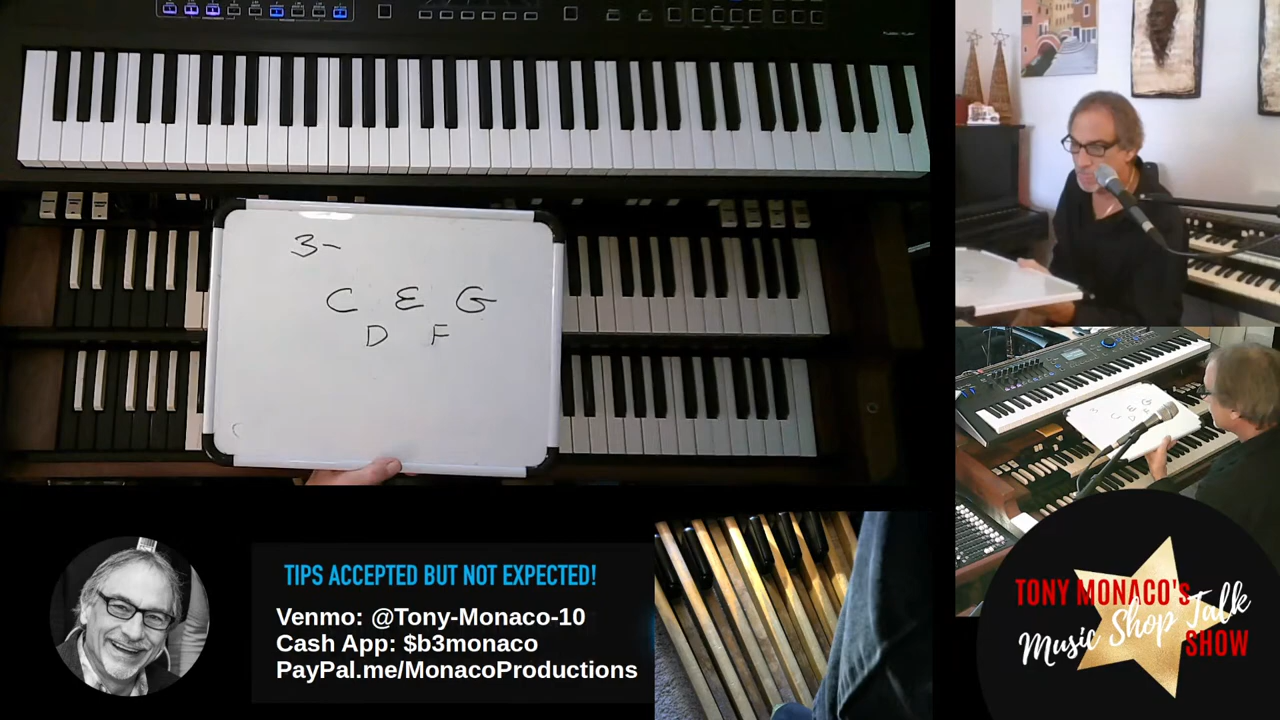 3-
C E G
D F
TIPS ACCEPTED BUT NOT EXPECTED!
Venmo: @Tony-Monaco-10
Cash App: $b3monaco
PayPal.me/MonacoProductions
TONY MONACO'S
Music Shop Talk
SHOW